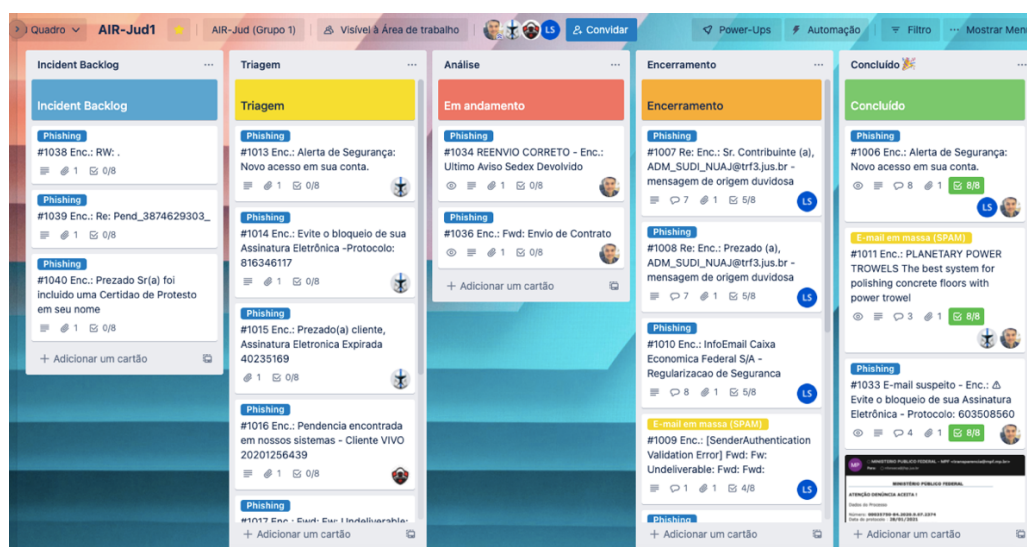 Quadro
AIR-Jud1
AIR-Jud (Grupo 1)
Visível à Área de trabalho
LS
Convidar
Power-Ups
Automação
Filtro
Mostrar Men
Incident Backlog
Incident Backlog
Phishing
#1038 Enc.: RW: .
1
0/8
Phishing
#1039 Enc.: Re: Pend_3874629303_
1
0/8
Phishing
#1040 Enc.: Prezado Sr(a) foi
incluido uma Certidao de Protesto
em seu nome
1
0/8
+ Adicionar um cartão
Triagem
Triagem
Phishing
#1013 Enc.: Alerta de Segurança:
Novo acesso em sua conta.
1
0/8
Phishing
#1014 Enc.: Evite o bloqueio de sua
Assinatura Eletrônica -Protocolo:
816346117
1
0/8
Phishing
#1015 Enc.: Prezado(a) cliente,
Assinatura Eletronica Expirada
40235169
1
0/8
Phishing
#1016 Enc.: Pendencia encontrada
em nossos sistemas - Cliente VIVO
20201256439
1
0/8
Phishing
#1017 Enc.: Fwd: Fw: Undeliverable:
+ Adicionar um cartão
Análise
Em andamento
Phishing
#1034 REENVIO CORRETO - Enc.:
Ultimo Aviso Sedex Devolvido
1
0/8
Phishing
#1036 Enc.: Fwd: Envio de Contrato
1
0/8
+ Adicionar um cartão
Encerramento
Encerramento
Phishing
#1007 Re: Enc.: Sr. Contribuinte (a),
ADM_SUDI_NUAJ@trf3.jus.br -
mensagem de origem duvidosa
7
1
5/8
LS
Phishing
#1008 Re: Enc.: Prezado (a),
ADM_SUDI_NUAJ@trf3.jus.br -
mensagem de origem duvidosa
7
1
5/8
LS
Phishing
#1010 Enc.: InfoEmail Caixa
Economica Federal S/A -
Regularizacao de Seguranca
8
1
5/8
LS
E-mail em massa (SPAM)
#1009 Enc.: [SenderAuthentication
Validation Error] Fwd: Fw:
Undeliverable: Fwd: Fwd:
1
1
4/8
LS
Phishing
+ Adicionar um cartão
Concluído 🎉
Concluído
Phishing
#1006 Enc.: Alerta de Segurança:
Novo acesso em sua conta.
8
1
8/8
LS
E-mail em massa (SPAM)
#1011 Enc.: PLANETARY POWER
TROWELS The best system for
polishing concrete floors with
power trowel
3
1
8/8
Phishing
#1033 E-mail suspeito - Enc.: ⚠
Evite o bloqueio de sua Assinatura
Eletrônica - Protocolo: 603508560
4
1
8/8
MP
MINISTÉRIO PUBLICO FEDERAL - MPF
MINISTÉRIO PÚBLICO FEDERAL
ATENÇÃO DENÚNCIA ACEITA !
Dados do Processo
+ Adicionar um cartão